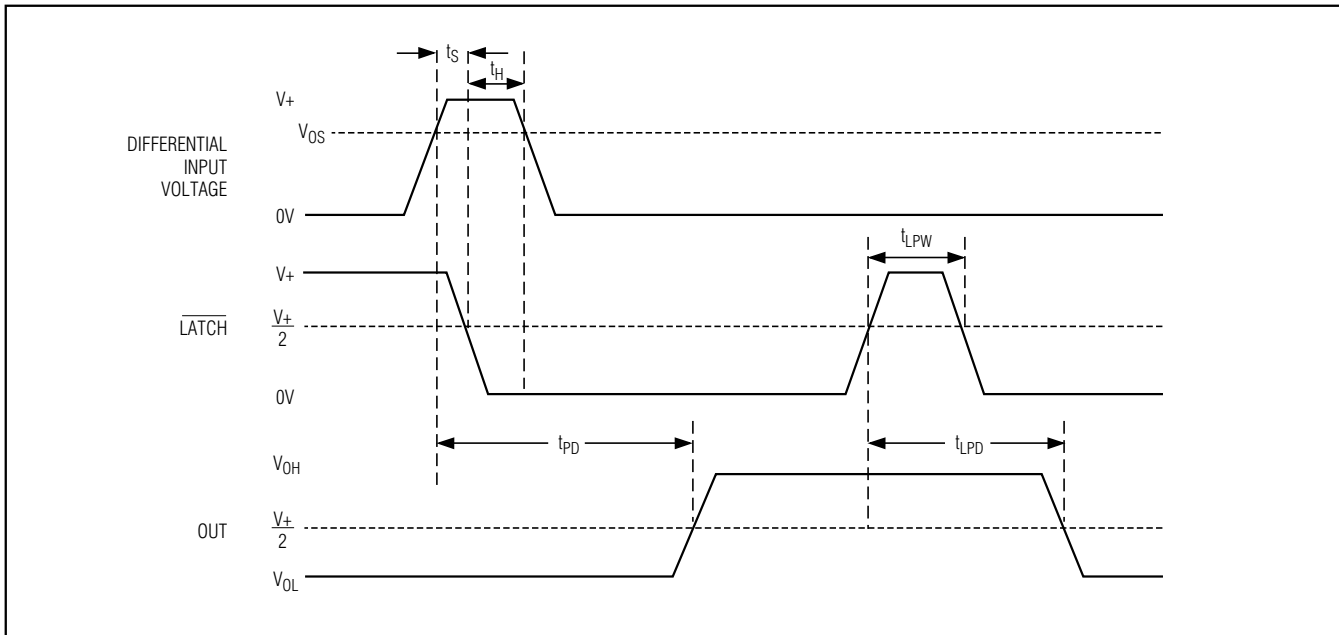 tS
tH
V+
VOS
DIFFERENTIAL
INPUT
VOLTAGE
0V
tLPW
V+
LATCH
V+
2
0V
tPD
tLPD
VOH
OUT
V+
2
VOL